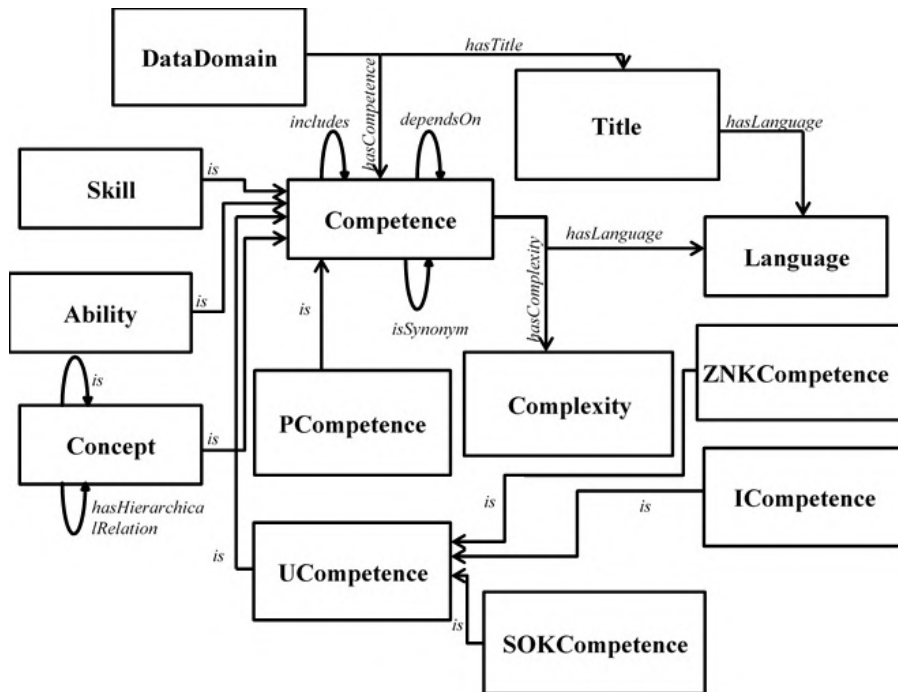 DataDomain
hasTitle
hasCompetence
Title
includes
dependsOn
hasLanguage
Skill
is
Competence
hasLanguage
Language
hasComplexity
Ability
is
is
isSynonym
is
ZNKCompetence
PCompetence
Complexity
Concept
is
hasHierarchica
lRelation
is
is
ICompetence
is
UCompetence
is
SOKCompetence